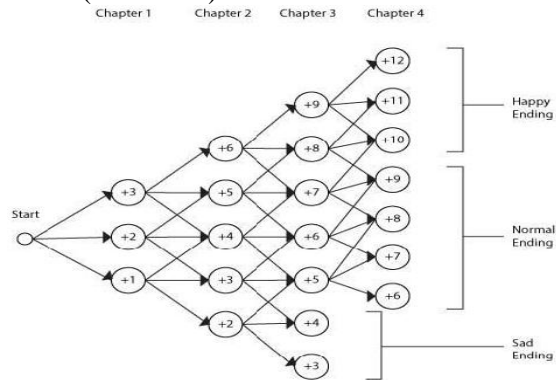 Chapter 1 Chapter 2 Chapter 3 Chapter 4
+12
+9
+11
Happy
Ending
+6
+8
+10
+3
+5
+7
+9
Start
+2
+4
+6
+8
Normal
Ending
+1
+3
+5
+7
+6
+2
+4
+3
Sad
Ending